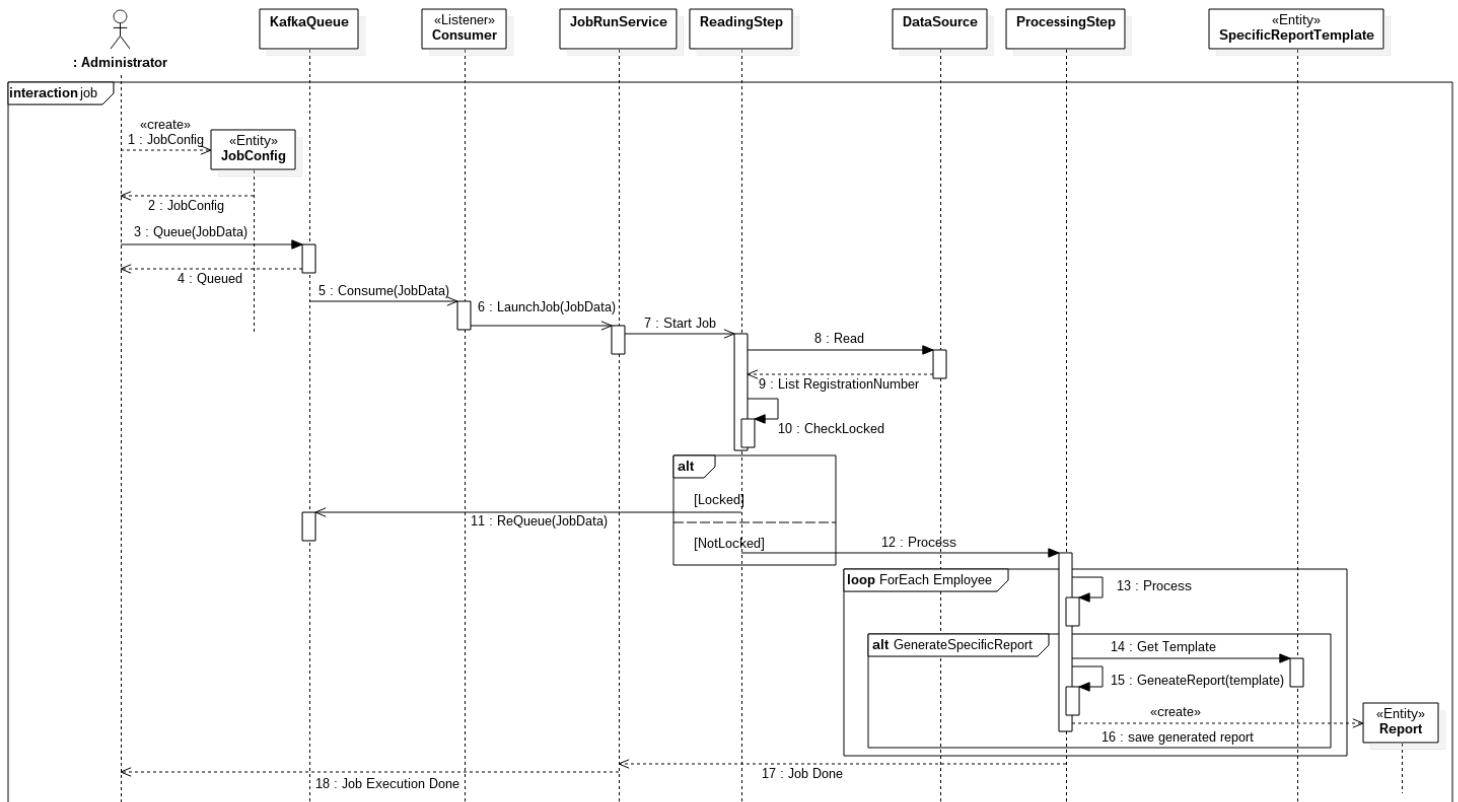 KafkaQueue
«Listener»
Consumer
JobRunService
ReadingStep
DataSource
ProcessingStep
«Entity»
SpecificReportTemplate
: Administrator
interaction job
«create»
1 : JobConfig
«Entity»
JobConfig
2 : JobConfig
3 : Queue(JobData)
4 : Queued
5 : Consume(JobData)
6 : LaunchJob(JobData)
7 : Start Job
8 : Read
9 : List RegistrationNumber
10 : CheckLocked
alt
[Locked]
11 : ReQueue(JobData)
[NotLocked]
12 : Process
loop ForEach Employee
13 : Process
alt GenerateSpecificReport
14 : Get Template
15 : GeneateReport(template)
«create»
«Entity»
Report
16 : save generated report
17 : Job Done
18 : Job Execution Done